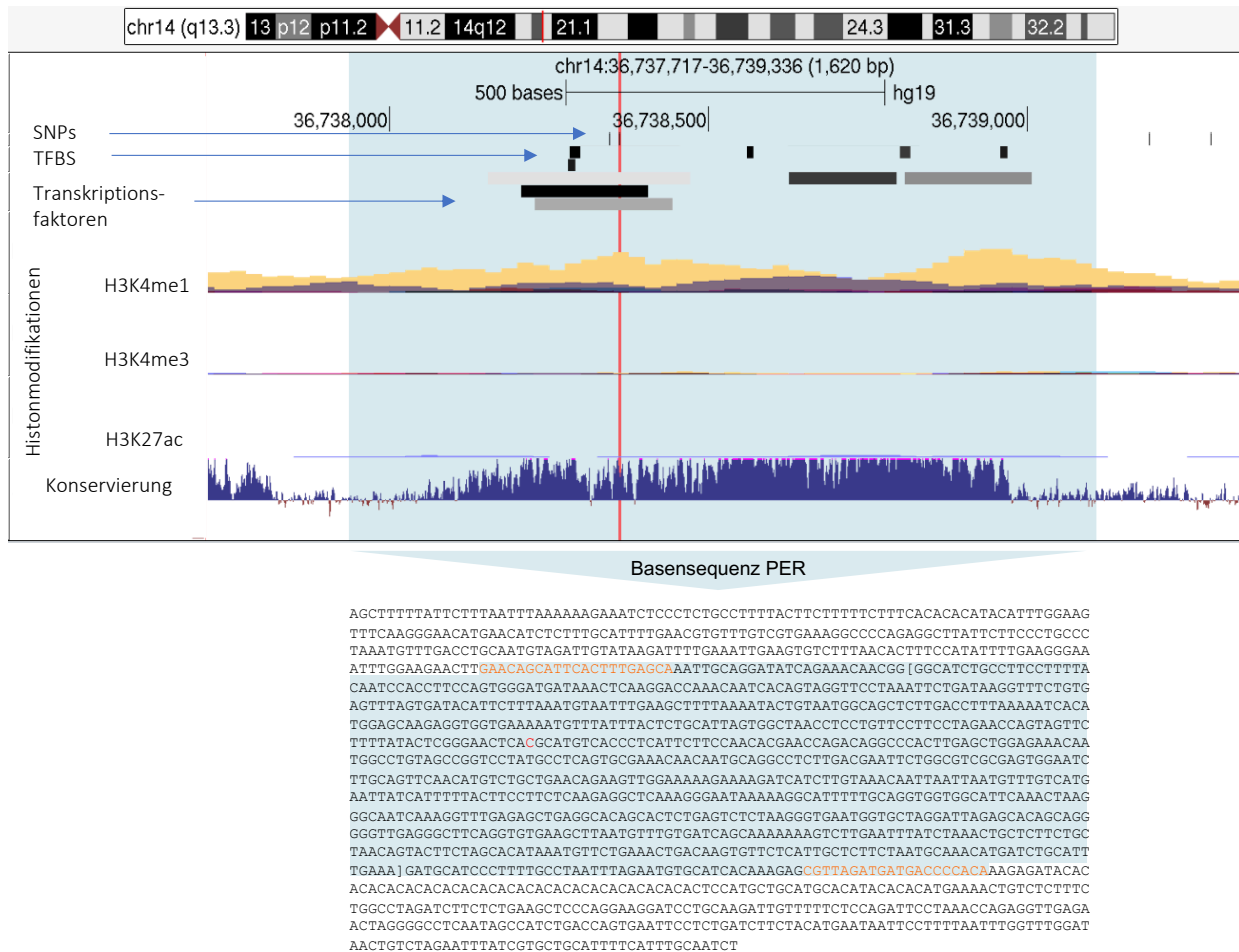 chr14 (q13.3) 13 p12 p11.2 11.2 14q12 21.1 24.3 31.3 32.2
chr14:36,737,717-36,739,336 (1,620 bp)
500 bases hg19
36,738,000 36,738,500 36,739,000
SNPs
TFBS
Transkriptions-
faktoren
Histonmodifikationen
H3K4me1
H3K4me3
H3K27ac
Konservierung
Basensequenz PER
AGCTTTTTATTCTTTAATTTAAAAAAGAAATCTCCCTCTGCCTTTTACTTCTTTTTCTTTCACACACATACATTTGGAAG
TTTCAAGGGAACATGAACATCTCTTTGCATTTTGAACGTGTTTGTCGTGAAAGGCCCCAGAGGCTTATTCTTCCCTGCCC
TAAATGTTTGACCTGCAATGTAGATTGTATAAGATTTTGAAATTGAAGTGTCTTTAACACTTTCCATATTTTGAAGGGAA
ATTTGGAAGAACTTGAACAGCATTCACTTTGAGCAAATTGCAGGATATCAGAAACAACGG[GGCATCTGCCTTCCTTTTA
CAATCCACCTTCCAGTGGGATGATAAACTCAAGGACCAAACAATCACAGTAGGTTCCTAAATTCTGATAAGGTTTCTGTG
AGTTTAGTGATACATTCTTTAAATGTAATTTGAAGCTTTTAAAATACTGTAATGGCAGCTCTTGACCTTTAAAAATCACA
TGGAGCAAGAGGTGGTGAAAAATGTTTATTTACTCTGCATTAGTGGCTAACCTCCTGTTCCTTCCTAGAACCAGTAGTTC
TTTTATACTCGGGAACTCACGCATGTCACCCTCATTCTTCCAACACGAACCAGACAGGCCCACTTGAGCTGGAGAAACAA
TGGCCTGTAGCCGGTCCTATGCCTCAGTGCGAAACAACAATGCAGGCCTCTTGACGAATTCTGGCGTCGCGAGTGGAATC
TTGCAGTTCAACATGTCTGCTGAACAGAAGTTGGAAAAAGAAAAGATCATCTTGTAAACAATTAATTAATGTTTGTCATG
AATTATCATTTTTACTTCCTTCTCAAGAGGCTCAAAGGGAATAAAAAGGCATTTTTGCAGGTGGTGGCATTCAAACTAAG
GGCAATCAAAGGTTTGAGAGCTGAGGCACAGCACTCTGAGTCTCTAAGGGTGAATGGTGCTAGGATTAGAGCACAGCAGG
GGGTTGAGGGCTTCAGGTGTGAAGCTTAATGTTTGTGATCAGCAAAAAAAGTCTTGAATTTATCTAAACTGCTCTTCTGC
TAACAGTACTTCTAGCACATAAATGTTCTGAAACTGACAAGTGTTCTCATTGCTCTTCTAATGCAAACATGATCTGCATT
TGAAA]GATGCATCCCTTTTGCCTAATTTAGAATGTGCATCACAAAGAGCGTTAGATGATGACCCCACAAAGAGATACAC
ACACACACACACACACACACACACACACACACACACACTCCATGCTGCATGCACATACACACATGAAAACTGTCTCTTTC
TGGCCTAGATCTTCTCTGAAGCTCCCAGGAAGGATCCTGCAAGATTGTTTTTCTCCAGATTCCTAAACCAGAGGTTGAGA
ACTAGGGGCCTCAATAGCCATCTGACCAGTGAATTCCTCTGATCTTCTACATGAATAATTCCTTTTAATTTGGTTTGGAT
AACTGTCTAGAATTTATCGTGCTGCATTTTCATTTGCAATCT